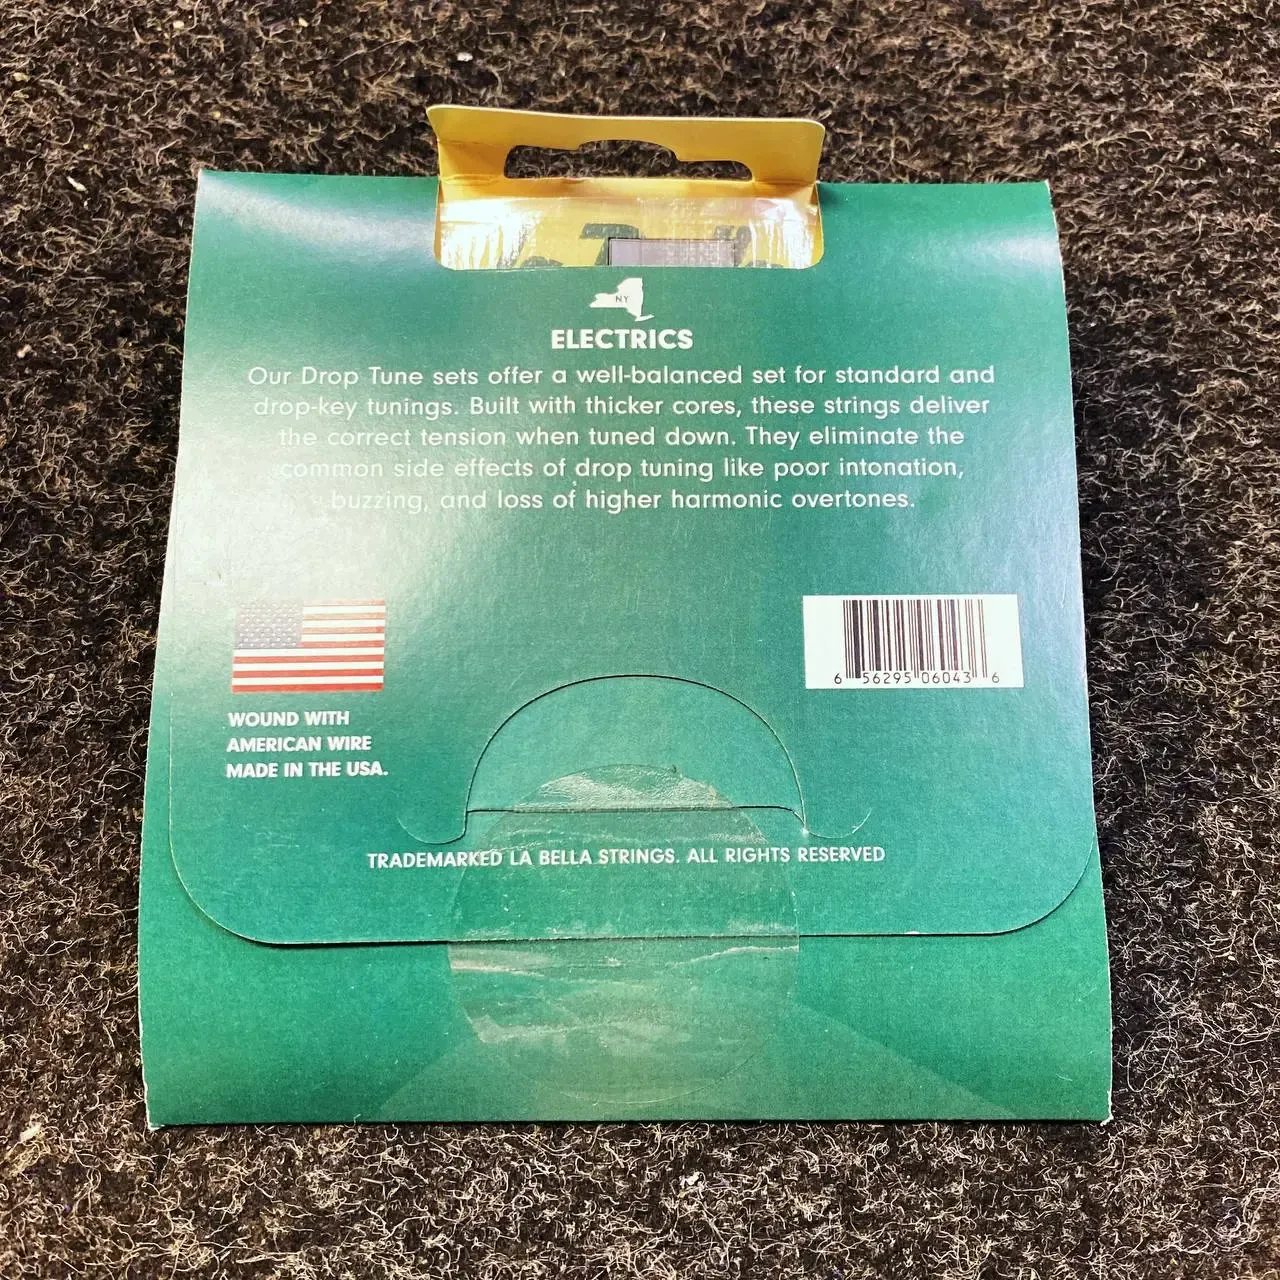 NY
ELECTRICS
Our Drop Tune sets offer a well-balanced set for standard and
drop-key tunings. Built with thicker cores, these strings deliver
the correct tension when tuned down. They eliminate the
common side effects of drop tuning like poor intonation,
buzzing, and loss of higher harmonic overtones.
6 56295 06043 6
WOUND WITH
AMERICAN WIRE
MADE IN THE USA.
TRADEMARKED LA BELLA STRINGS. ALL RIGHTS RESERVED